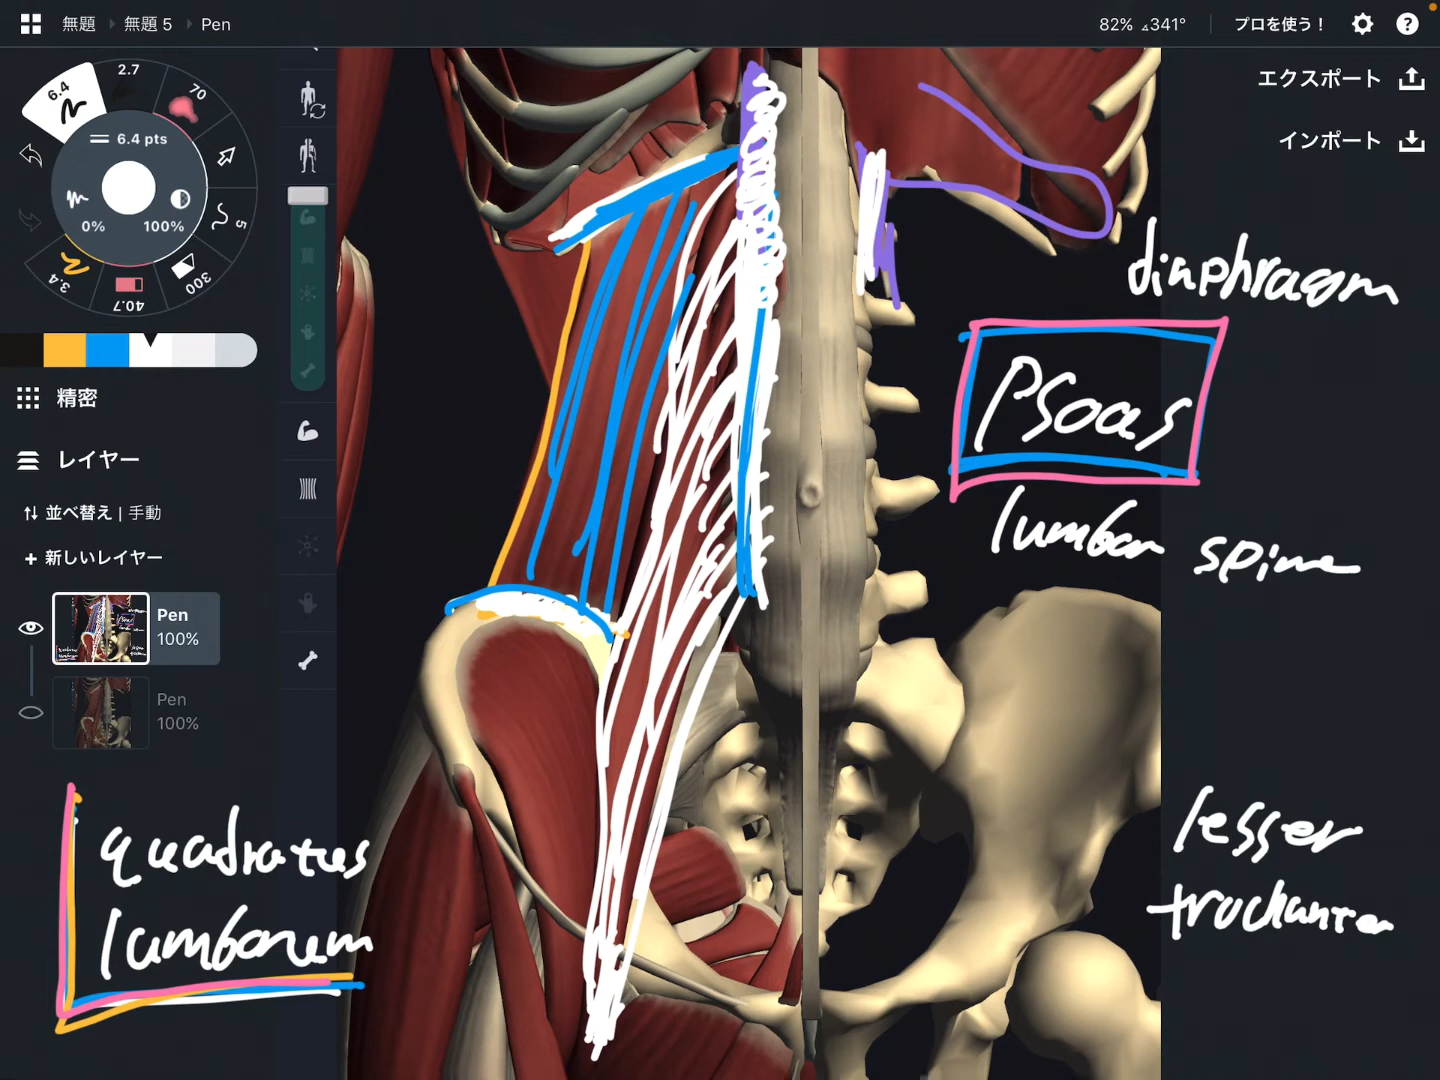 無題 無題 5 Pen
82% ⊿341° プロを使う！
エクスポート
インポート
6.4
2.7
70
5
300
40.7
3.4
6.4 pts
0% 100%
精密
レイヤー
並べ替え | 手動
+ 新しいレイヤー
Pen
100%
Pen
100%
diaphragm
Psoas
lumbar spine
lesser
trochanter
quadratus
lumborum